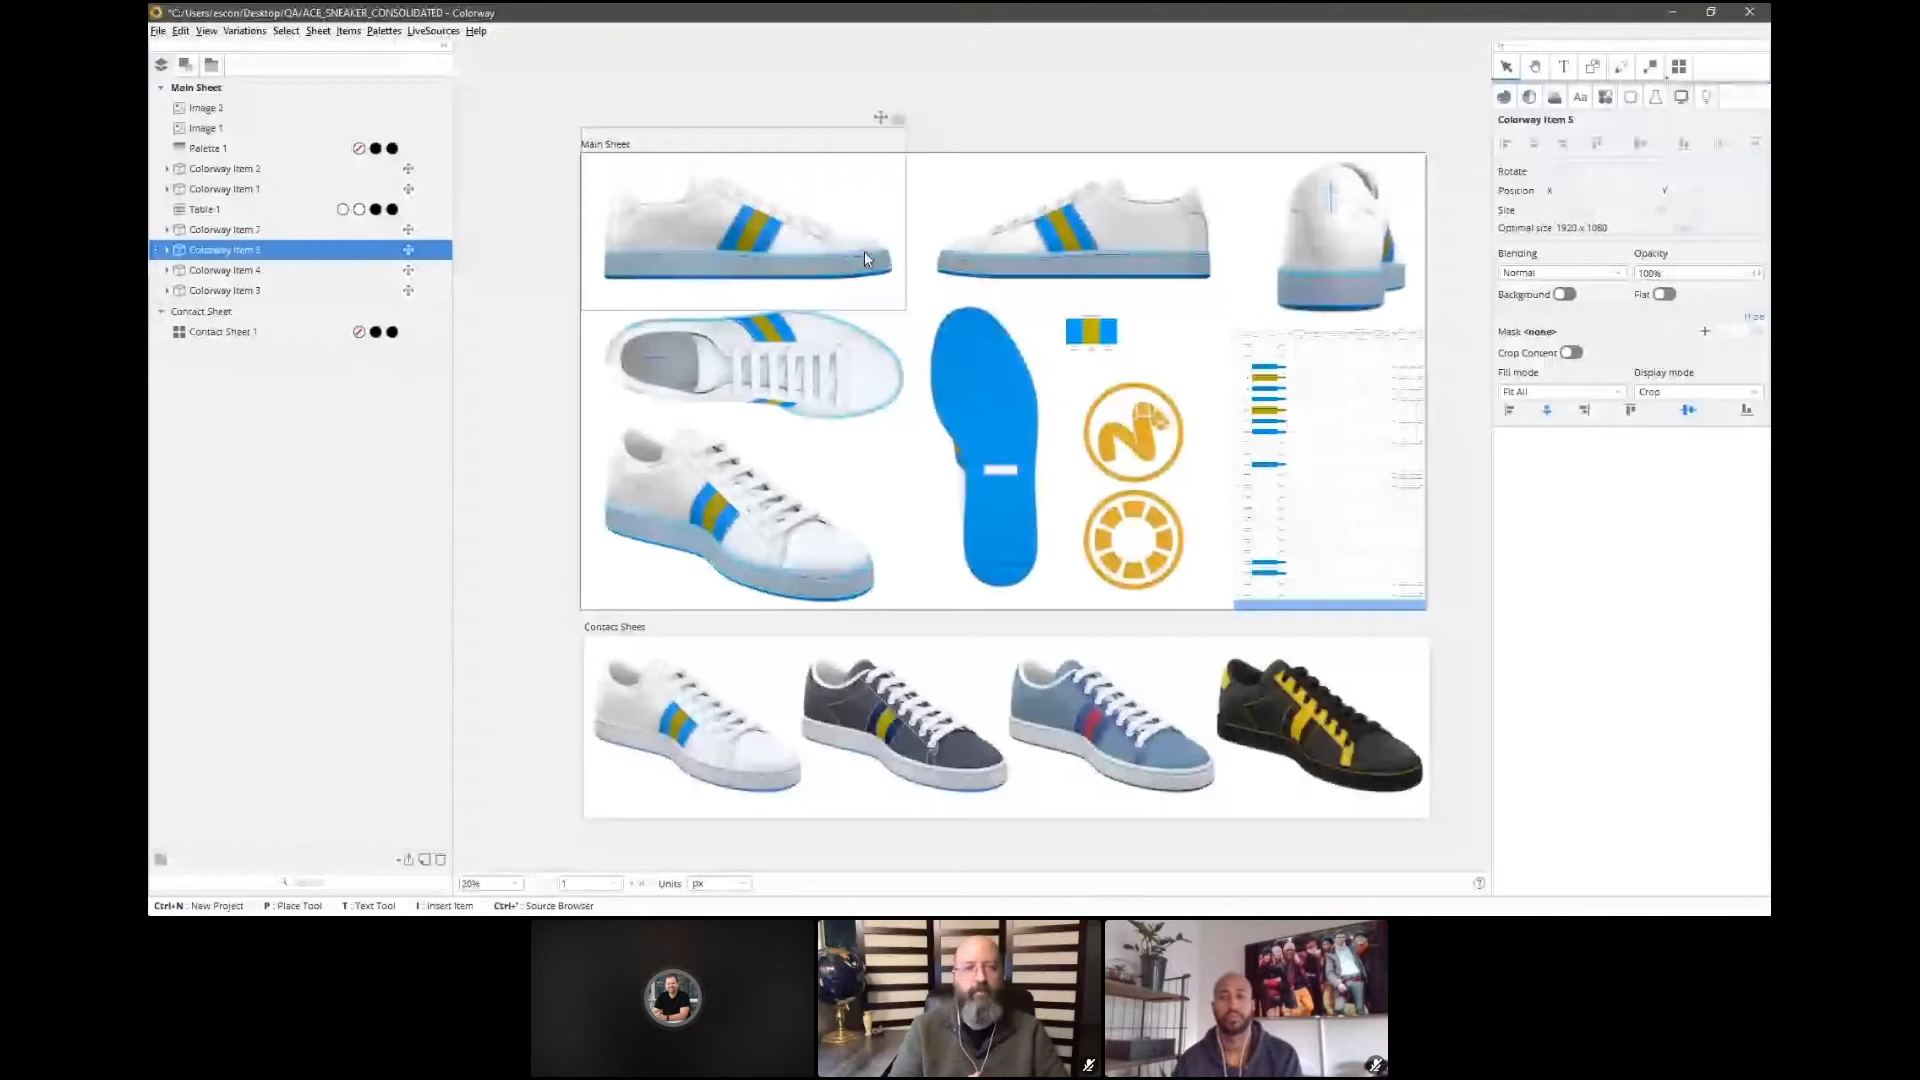 *C:/Users/escon/Desktop/QA/ACE_SNEAKER_CONSOLIDATED - Colorway
File Edit View Variations Select Sheet Items Palettes LiveSources Help
Main Sheet
Image 2
Image 1
Palette 1
Colorway Item 2
Colorway Item 1
Table 1
Colorway Item 7
Colorway Item 5
Colorway Item 4
Colorway Item 3
Contact Sheet
Contact Sheet 1
Main Sheet
Contact Sheet
20%
1
Units px
Ctrl+N : New Project P : Place Tool T : Text Tool I : Insert Item Ctrl+' : Source Browser
T
Aa
Colorway Item 5
Rotate
Position X Y
Size
Optimal size 1920 x 1080
Blending Opacity
Normal 100%
Background Flat
Mask <none>
Crop Content
Fill mode Display mode
Fit All Crop